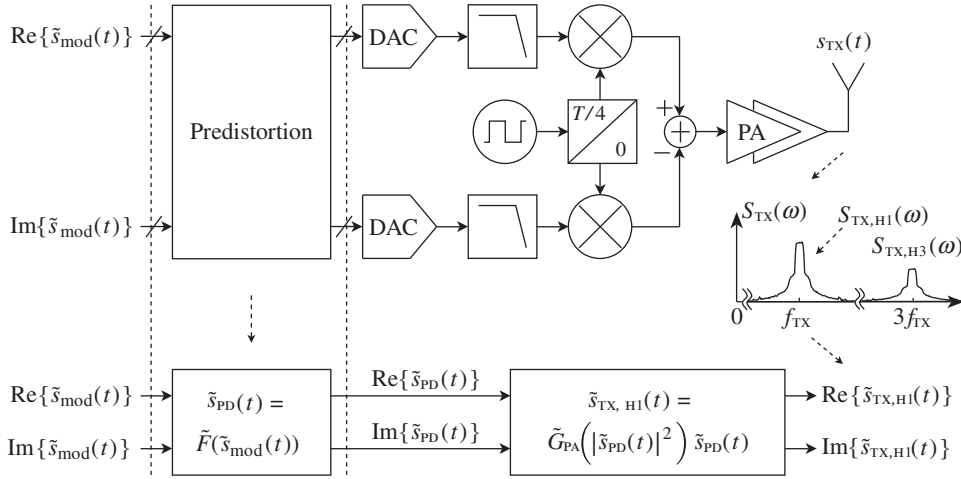 Re{s̃mod(t)}
DAC
sTX(t)
T/4
Predistortion
+
+
PA
0
−
Im{s̃mod(t)}
DAC
STX(ω)
STX,H1(ω)
STX,H3(ω)
0
fTX
3fTX
Re{s̃mod(t)}
s̃PD(t) =
Re{s̃PD(t)}
s̃TX, H1(t) =
Re{s̃TX,H1(t)}
Im{s̃mod(t)}
F̃(s̃mod(t))
Im{s̃PD(t)}
G̃PA(|s̃PD(t)|²) s̃PD(t)
Im{s̃TX,H1(t)}